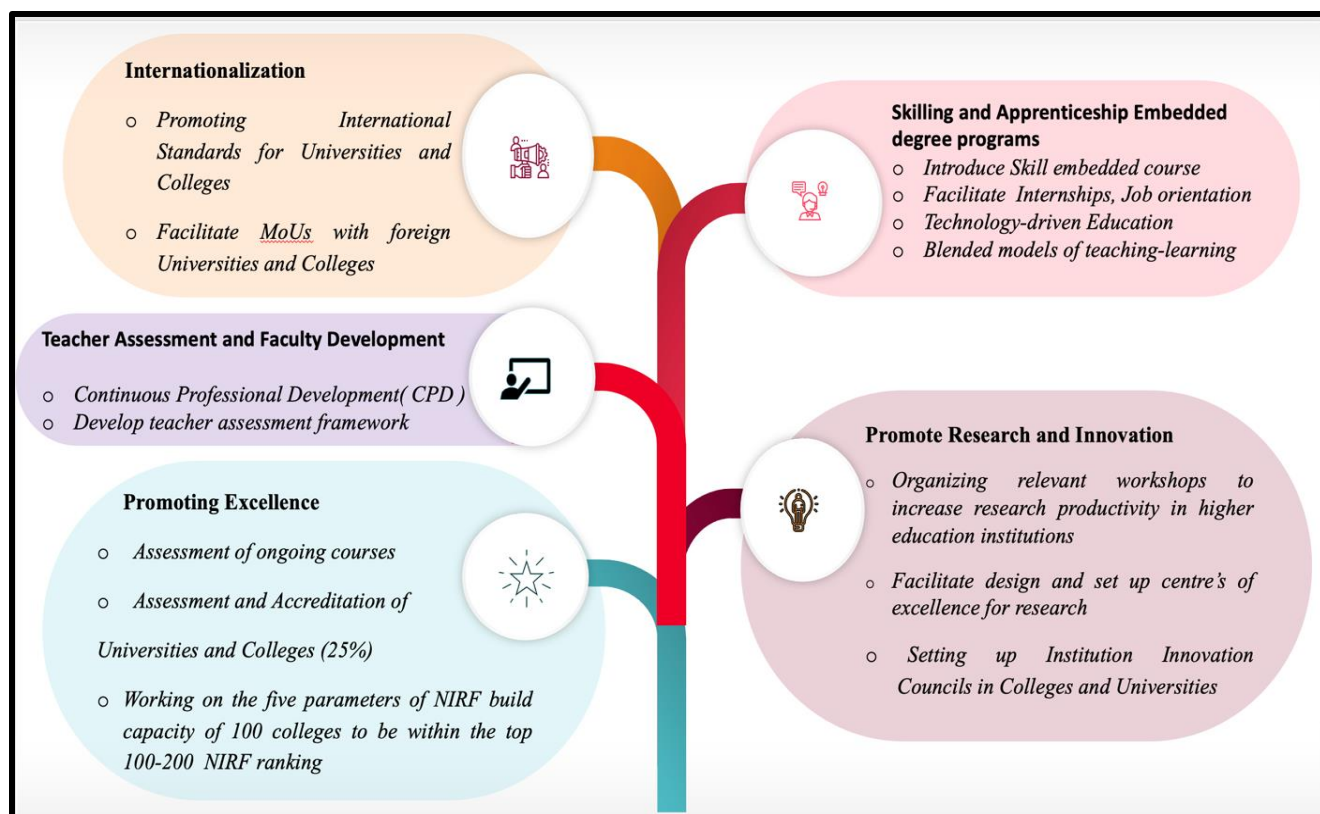 Internationalization
o Promoting International
Standards for Universities and
Colleges
o Facilitate MoUs with foreign
Universities and Colleges
Skilling and Apprenticeship Embedded
degree programs
o Introduce Skill embedded course
o Facilitate Internships, Job orientation
o Technology-driven Education
o Blended models of teaching-learning
Teacher Assessment and Faculty Development
o Continuous Professional Development( CPD )
o Develop teacher assessment framework
Promote Research and Innovation
o Organizing relevant workshops to
increase research productivity in higher
education institutions
o Facilitate design and set up centre's of
excellence for research
o Setting up Institution Innovation
Councils in Colleges and Universities
Promoting Excellence
o Assessment of ongoing courses
o Assessment and Accreditation of
Universities and Colleges (25%)
o Working on the five parameters of NIRF build
capacity of 100 colleges to be within the top
100-200 NIRF ranking